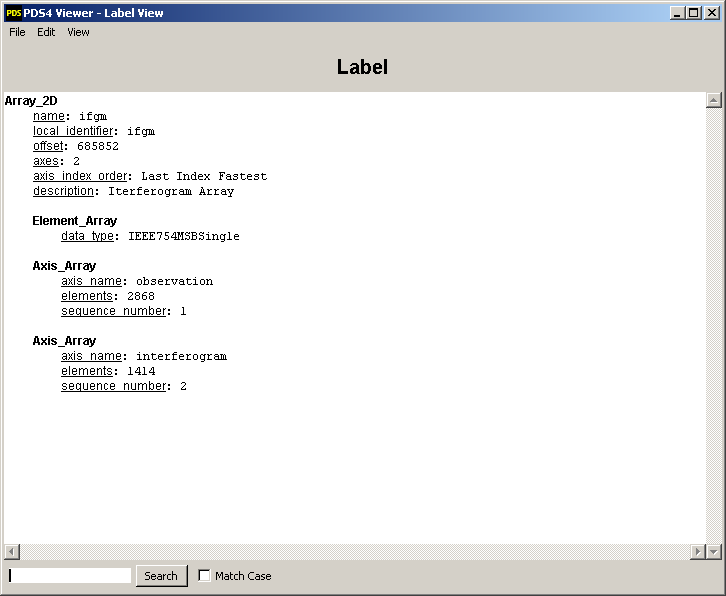 PDS PDS4 Viewer - Label View
File Edit View
Label
Array_2D
name: ifgm
local_identifier: ifgm
offset: 685852
axes: 2
axis_index_order: Last Index Fastest
description: Iterferogram Array
Element_Array
data_type: IEEE754MSBSingle
Axis_Array
axis_name: observation
elements: 2868
sequence_number: 1
Axis_Array
axis_name: interferogram
elements: 1414
sequence_number: 2
Search Match Case